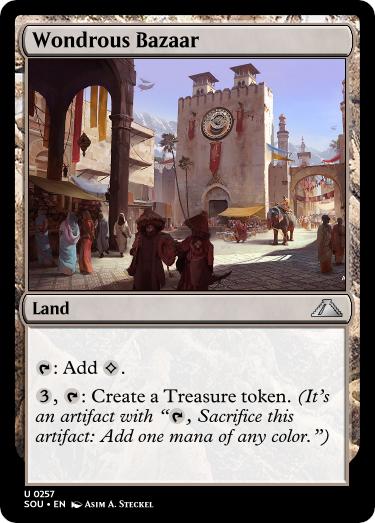 Wondrous Bazaar
Land
: Add .
3, : Create a Treasure token. (It's
an artifact with “, Sacrifice this
artifact: Add one mana of any color.”)
U 0257
SOU • EN Asim A. Steckel